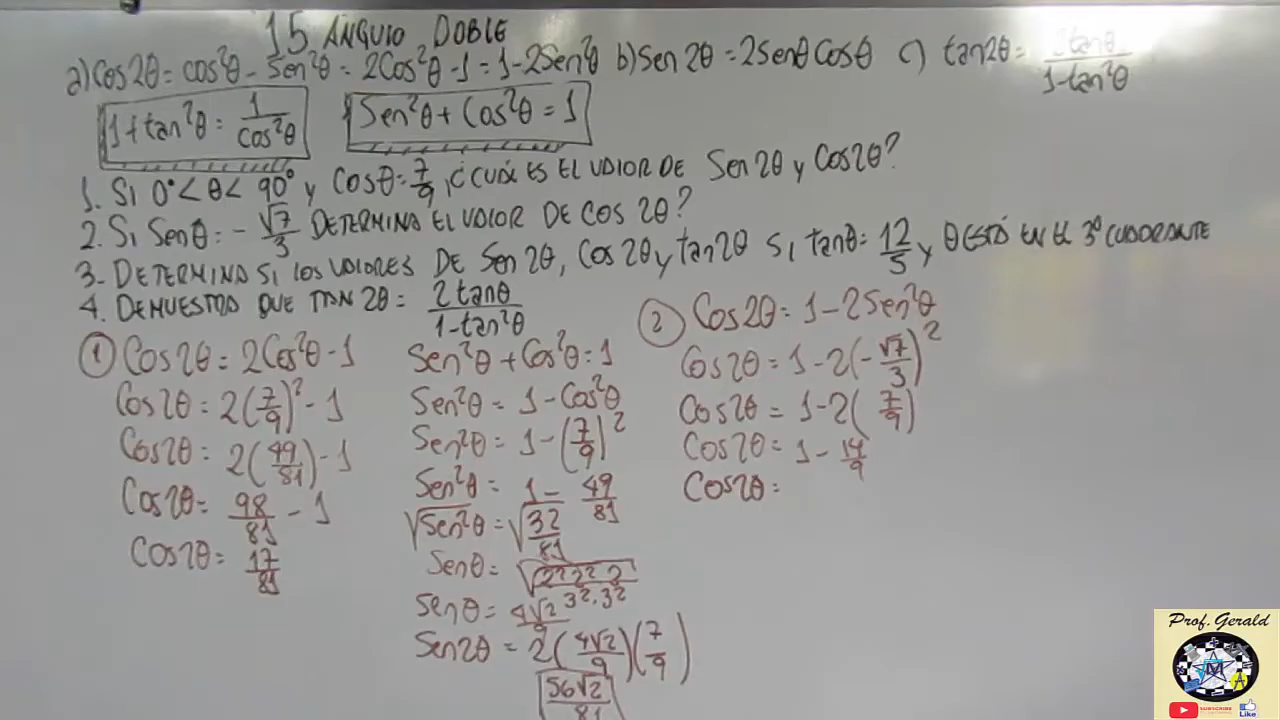 15 ANGULO DOBLE
a) Cos2θ = cos²θ - Sen²θ = 2Cos²θ - 1 = 1 - 2Sen²θ b) Sen 2θ = 2SenθCosθ c) tan2θ = 2tanθ / 1-tan²θ
1 + tan²θ = 1 / cos²θ Sen²θ + Cos²θ = 1
1. Si 0° < θ < 90° y Cosθ = 7/9, ¿CUÁL ES EL VALOR DE Sen2θ y Cos2θ?
2. Si Senθ = - √7/3 DETERMINA EL VALOR DE COS 2θ?
3. DETERMINA SI LOS VALORES DE Sen 2θ, Cos2θ y tan2θ Si tanθ = 12/5 y θ ESTÁ EN EL 3º CUADRANTE
4. DEMUESTRA QUE TAN 2θ = 2tanθ / 1-tan²θ
1 Cos2θ = 2Cos²θ - 1
Cos2θ = 2(7/9)² - 1
Cos2θ = 2(49/81) - 1
Cos2θ = 98/81 - 1
Cos2θ = 17/81
Sen²θ + Cos²θ = 1
Sen²θ = 1 - Cos²θ
Sen²θ = 1 - (7/9)²
Sen²θ = 1 - 49/81
√Sen²θ = √32/81
Senθ = √2² 2² 2 / 3² · 3²
Senθ = 4√2 / 9
Sen2θ = 2(4√2/9)(7/9)
56√2 / 81
2 Cos2θ = 1 - 2Sen²θ
Cos2θ = 1 - 2(-√7/3)²
Cos2θ = 1 - 2(7/9)
Cos2θ = 1 - 14/9
Cos2θ =
Prof. Gerald
M
A
SUBSCRIBE
Like